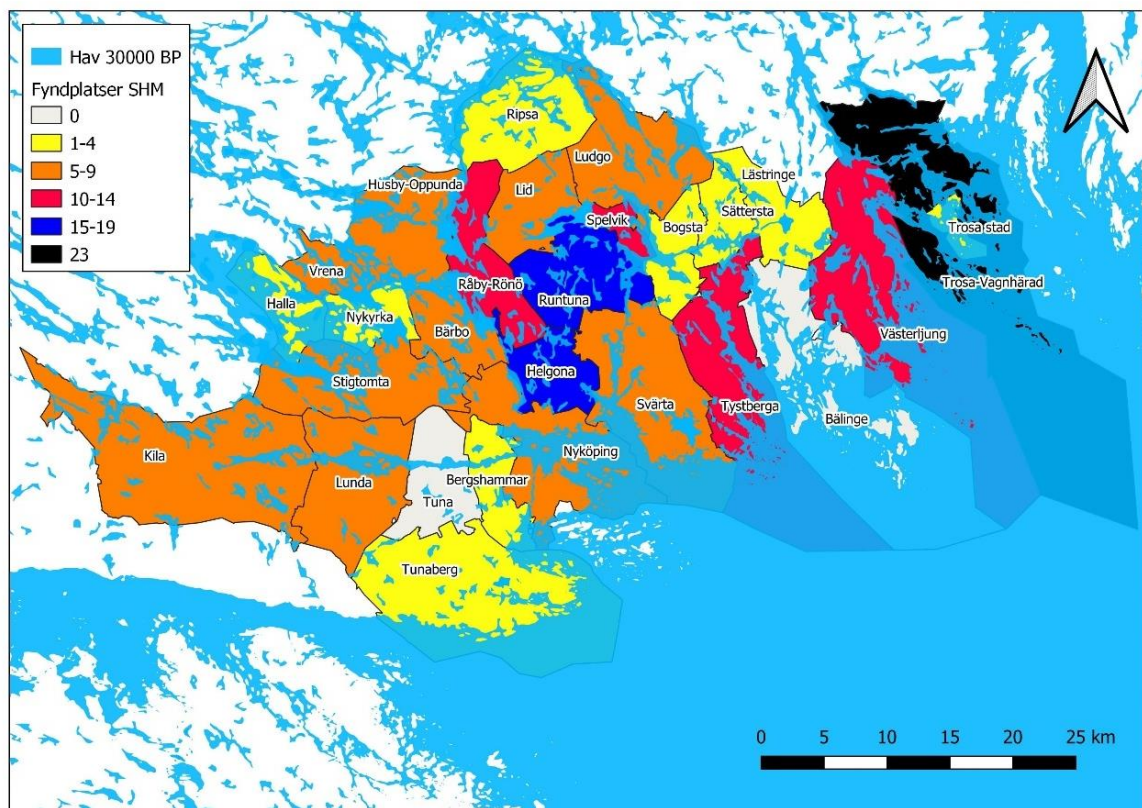 Hav 30000 BP
Fyndplatser SHM
0
1-4
5-9
10-14
15-19
23
Ripsa
Ludgo
Husby-Oppunda
Lid
Lästringe
Spelvik
Sättersta
Bogsta
Trosa stad
Vrena
Råby-Rönö
Trosa-Vagnhärad
Halla
Runtuna
Nykyrka
Bärbo
Västerljung
Helgona
Stigtomta
Svärta
Tystberga
Bälinge
Kila
Nyköping
Lunda
Bergshammar
Tuna
Tunaberg
0 5 10 15 20 25 km